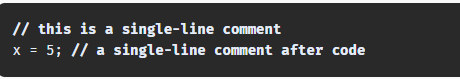 // this is a single-line comment
x = 5; // a single-line comment after code